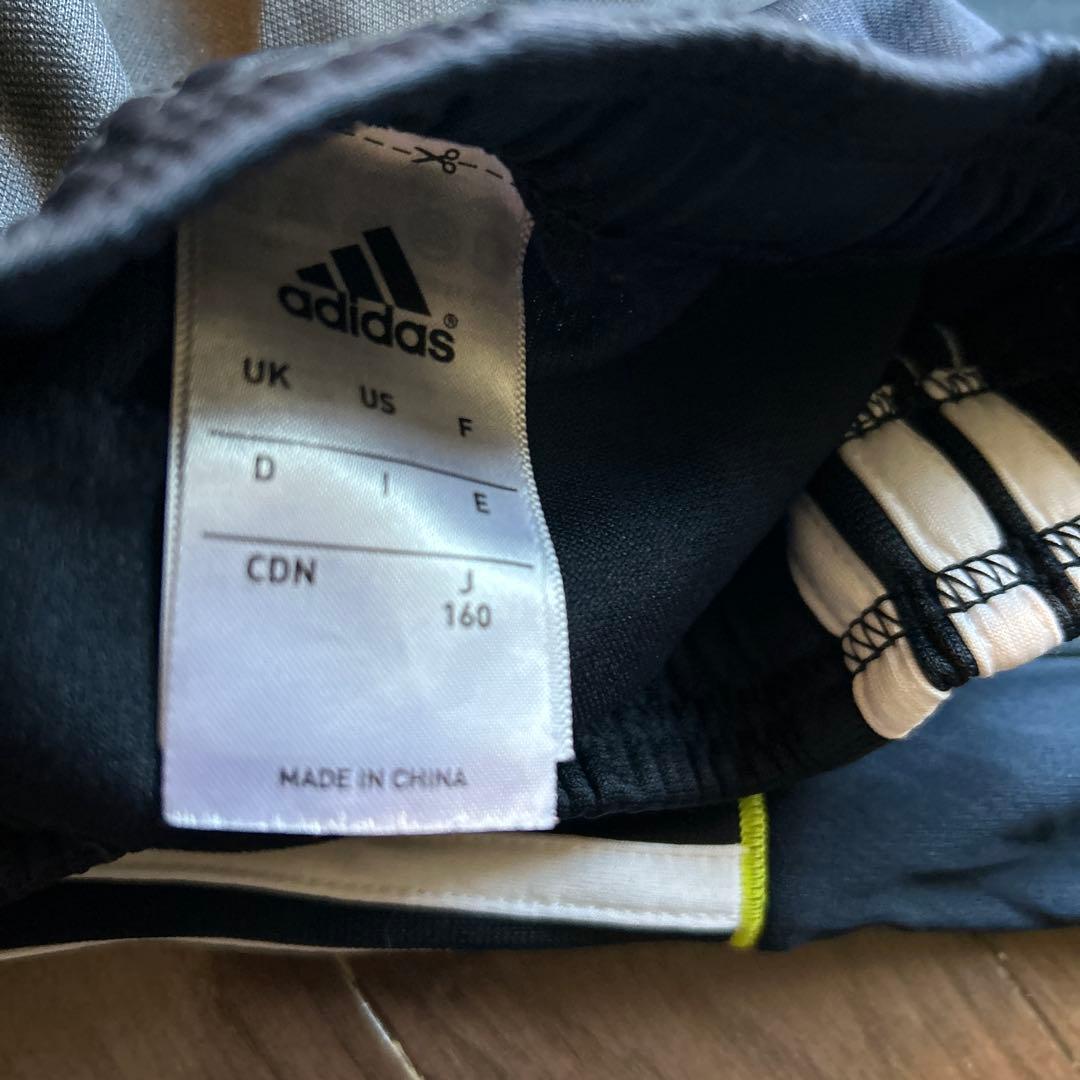 adidas®
UK US F
D I E
CDN J
160
MADE IN CHINA